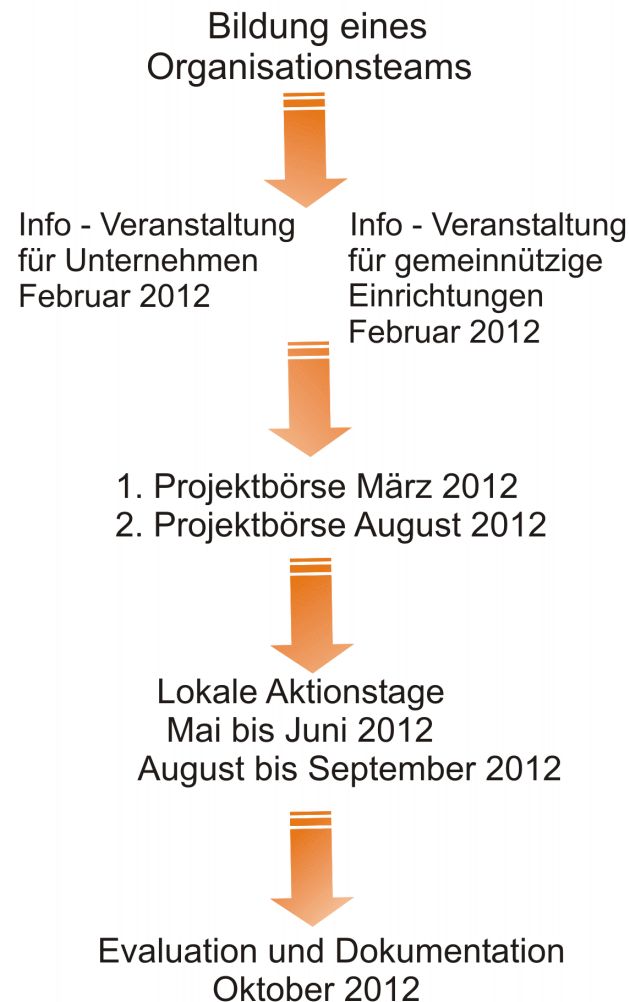 Bildung eines
Organisationsteams
Info - Veranstaltung
für Unternehmen
Februar 2012
Info - Veranstaltung
für gemeinnützige
Einrichtungen
Februar 2012
1. Projektbörse März 2012
2. Projektbörse August 2012
Lokale Aktionstage
Mai bis Juni 2012
August bis September 2012
Evaluation und Dokumentation
Oktober 2012